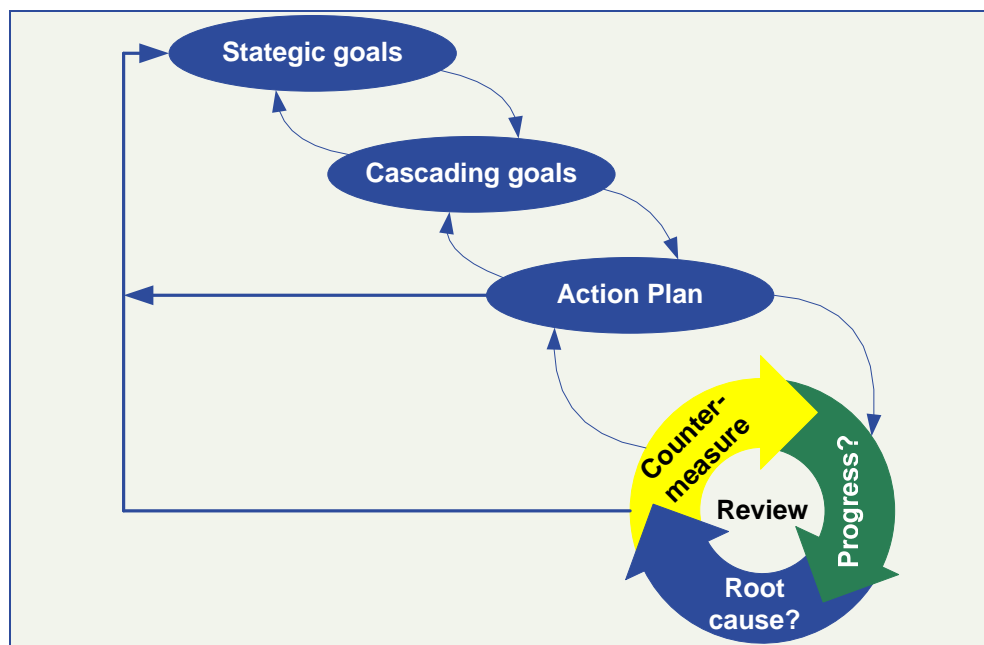 Stategic goals
Cascading goals
Action Plan
Counter-
measure
Progress?
Review
Root
cause?